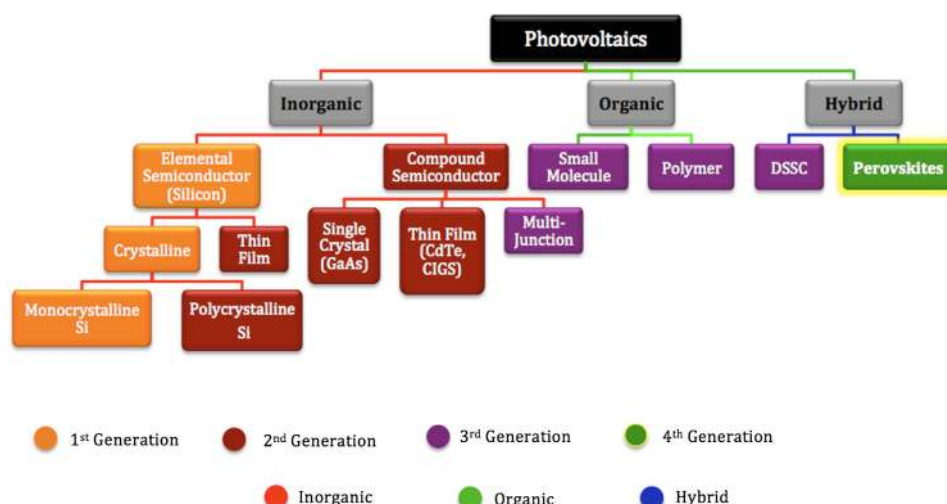 Photovoltaics
Inorganic
Organic
Hybrid
Elemental
Semiconductor
(Silicon)
Compound
Semiconductor
Small
Molecule
Polymer
DSSC
Perovskites
Crystalline
Thin
Film
Single
Crystal
(GaAs)
Thin Film
(CdTe,
CIGS)
Multi-
Junction
Monocrystalline
Si
Polycrystalline
Si
1st Generation
2nd Generation
3rd Generation
4th Generation
Inorganic
Organic
Hybrid